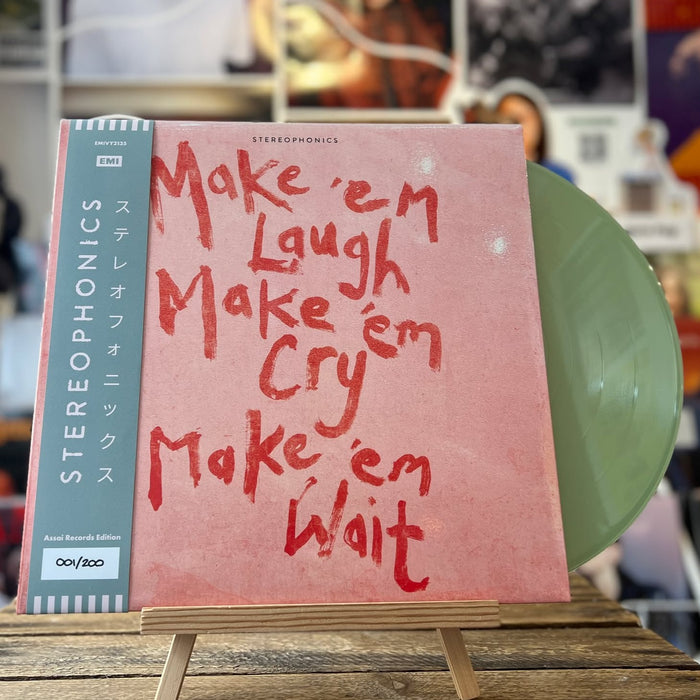 EMIVT2135
EMI
STEREOPHONICS
ステレオフォニックス
Assai Records Edition
001/200
STEREOPHONICS
Make 'em
Laugh
Make 'em
Cry
Make 'em
Wait